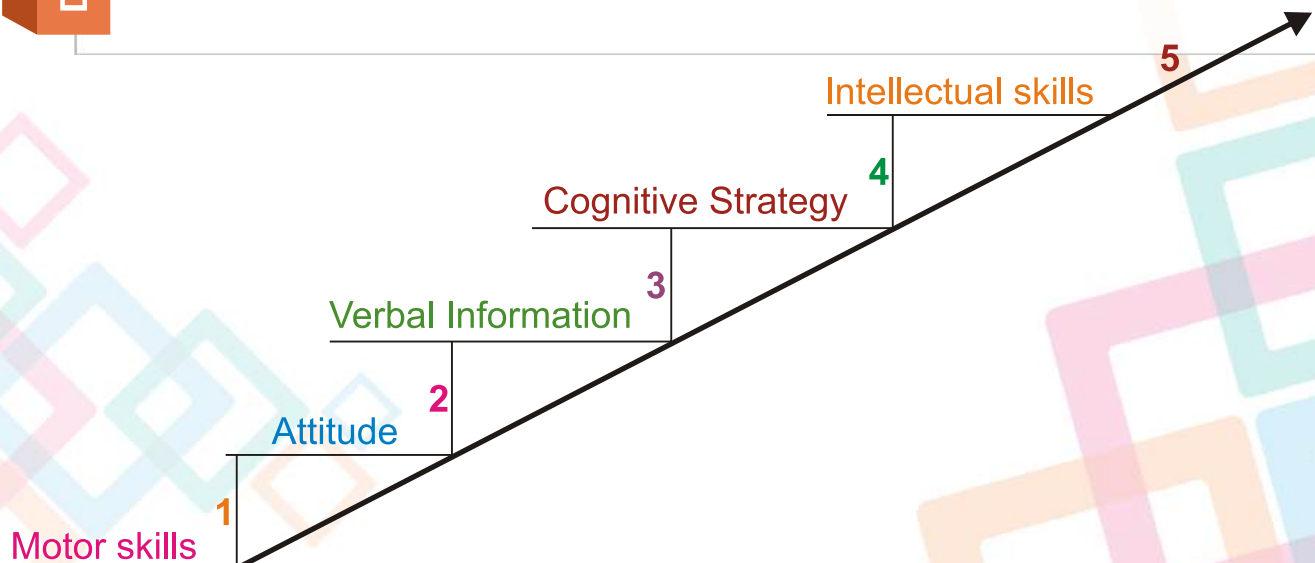 5
Intellectual skills
4
Cognitive Strategy
3
Verbal Information
2
Attitude
1
Motor skills